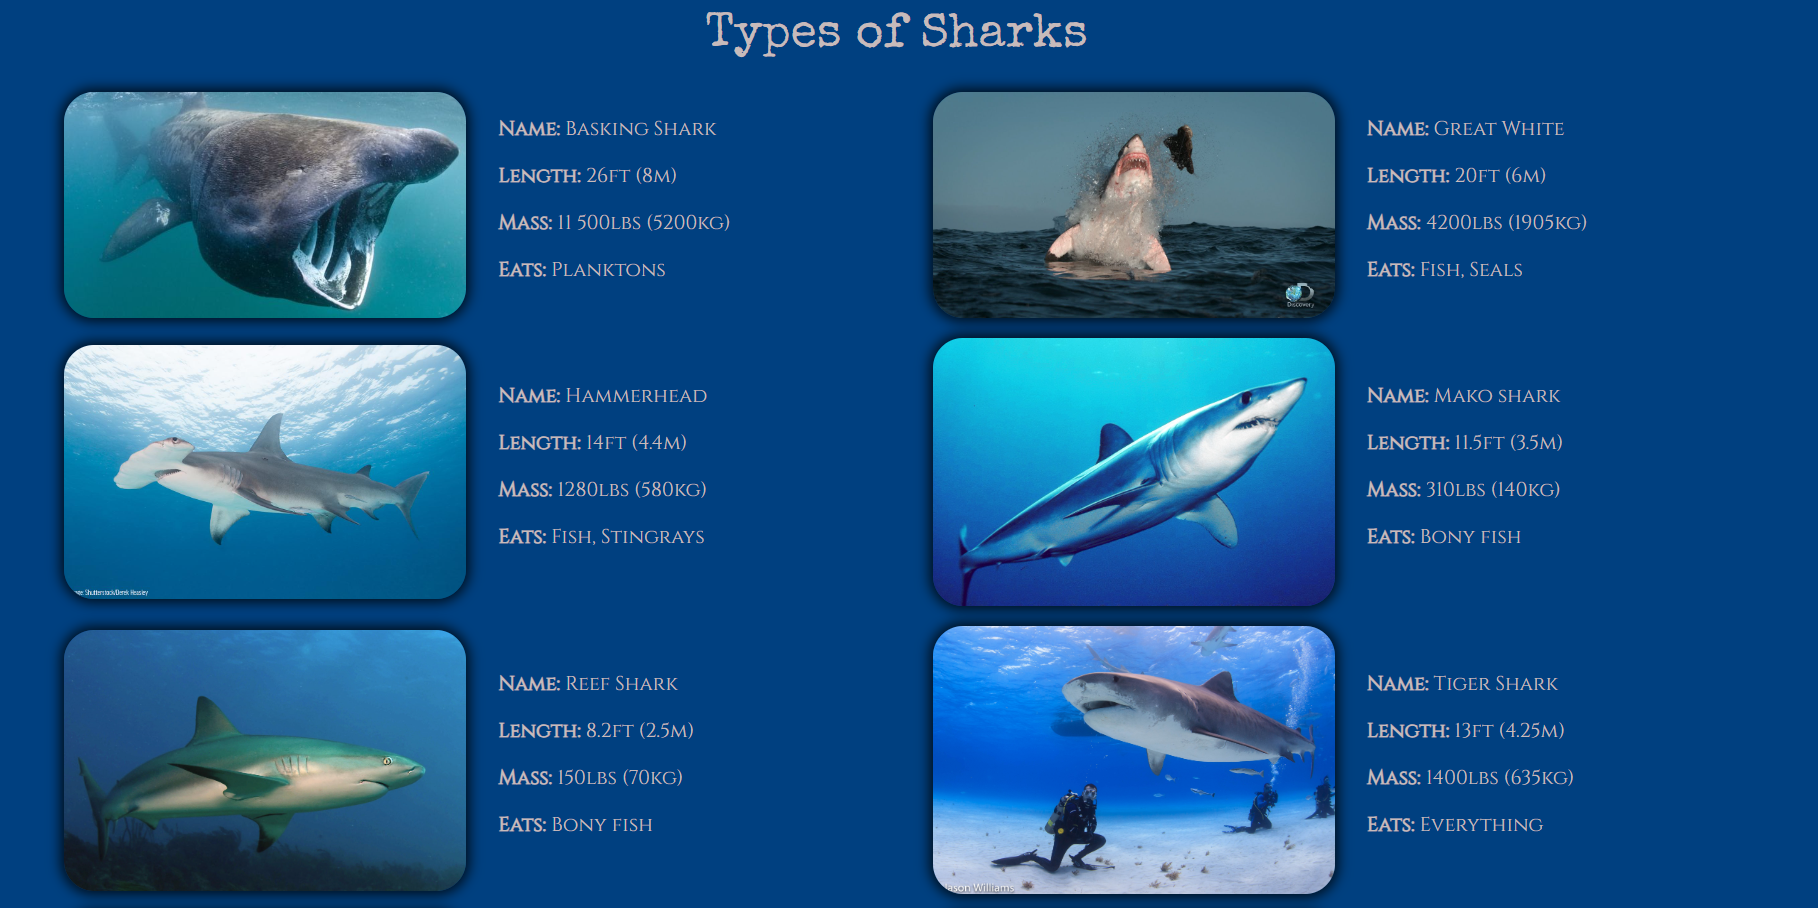 Types of Sharks
Name: Basking Shark
Length: 26ft (8m)
Mass: 11 500lbs (5200kg)
Eats: Planktons
Name: Great White
Length: 20ft (6m)
Mass: 4200lbs (1905kg)
Eats: Fish, Seals
Discovery
Name: Hammerhead
Length: 14ft (4.4m)
Mass: 1280lbs (580kg)
Eats: Fish, Stingrays
Shutterstock/Derek Heasley
Name: Mako shark
Length: 11.5ft (3.5m)
Mass: 310lbs (140kg)
Eats: Bony fish
Name: Reef Shark
Length: 8.2ft (2.5m)
Mass: 150lbs (70kg)
Eats: Bony fish
Name: Tiger Shark
Length: 13ft (4.25m)
Mass: 1400lbs (635kg)
Eats: Everything
ason Williams